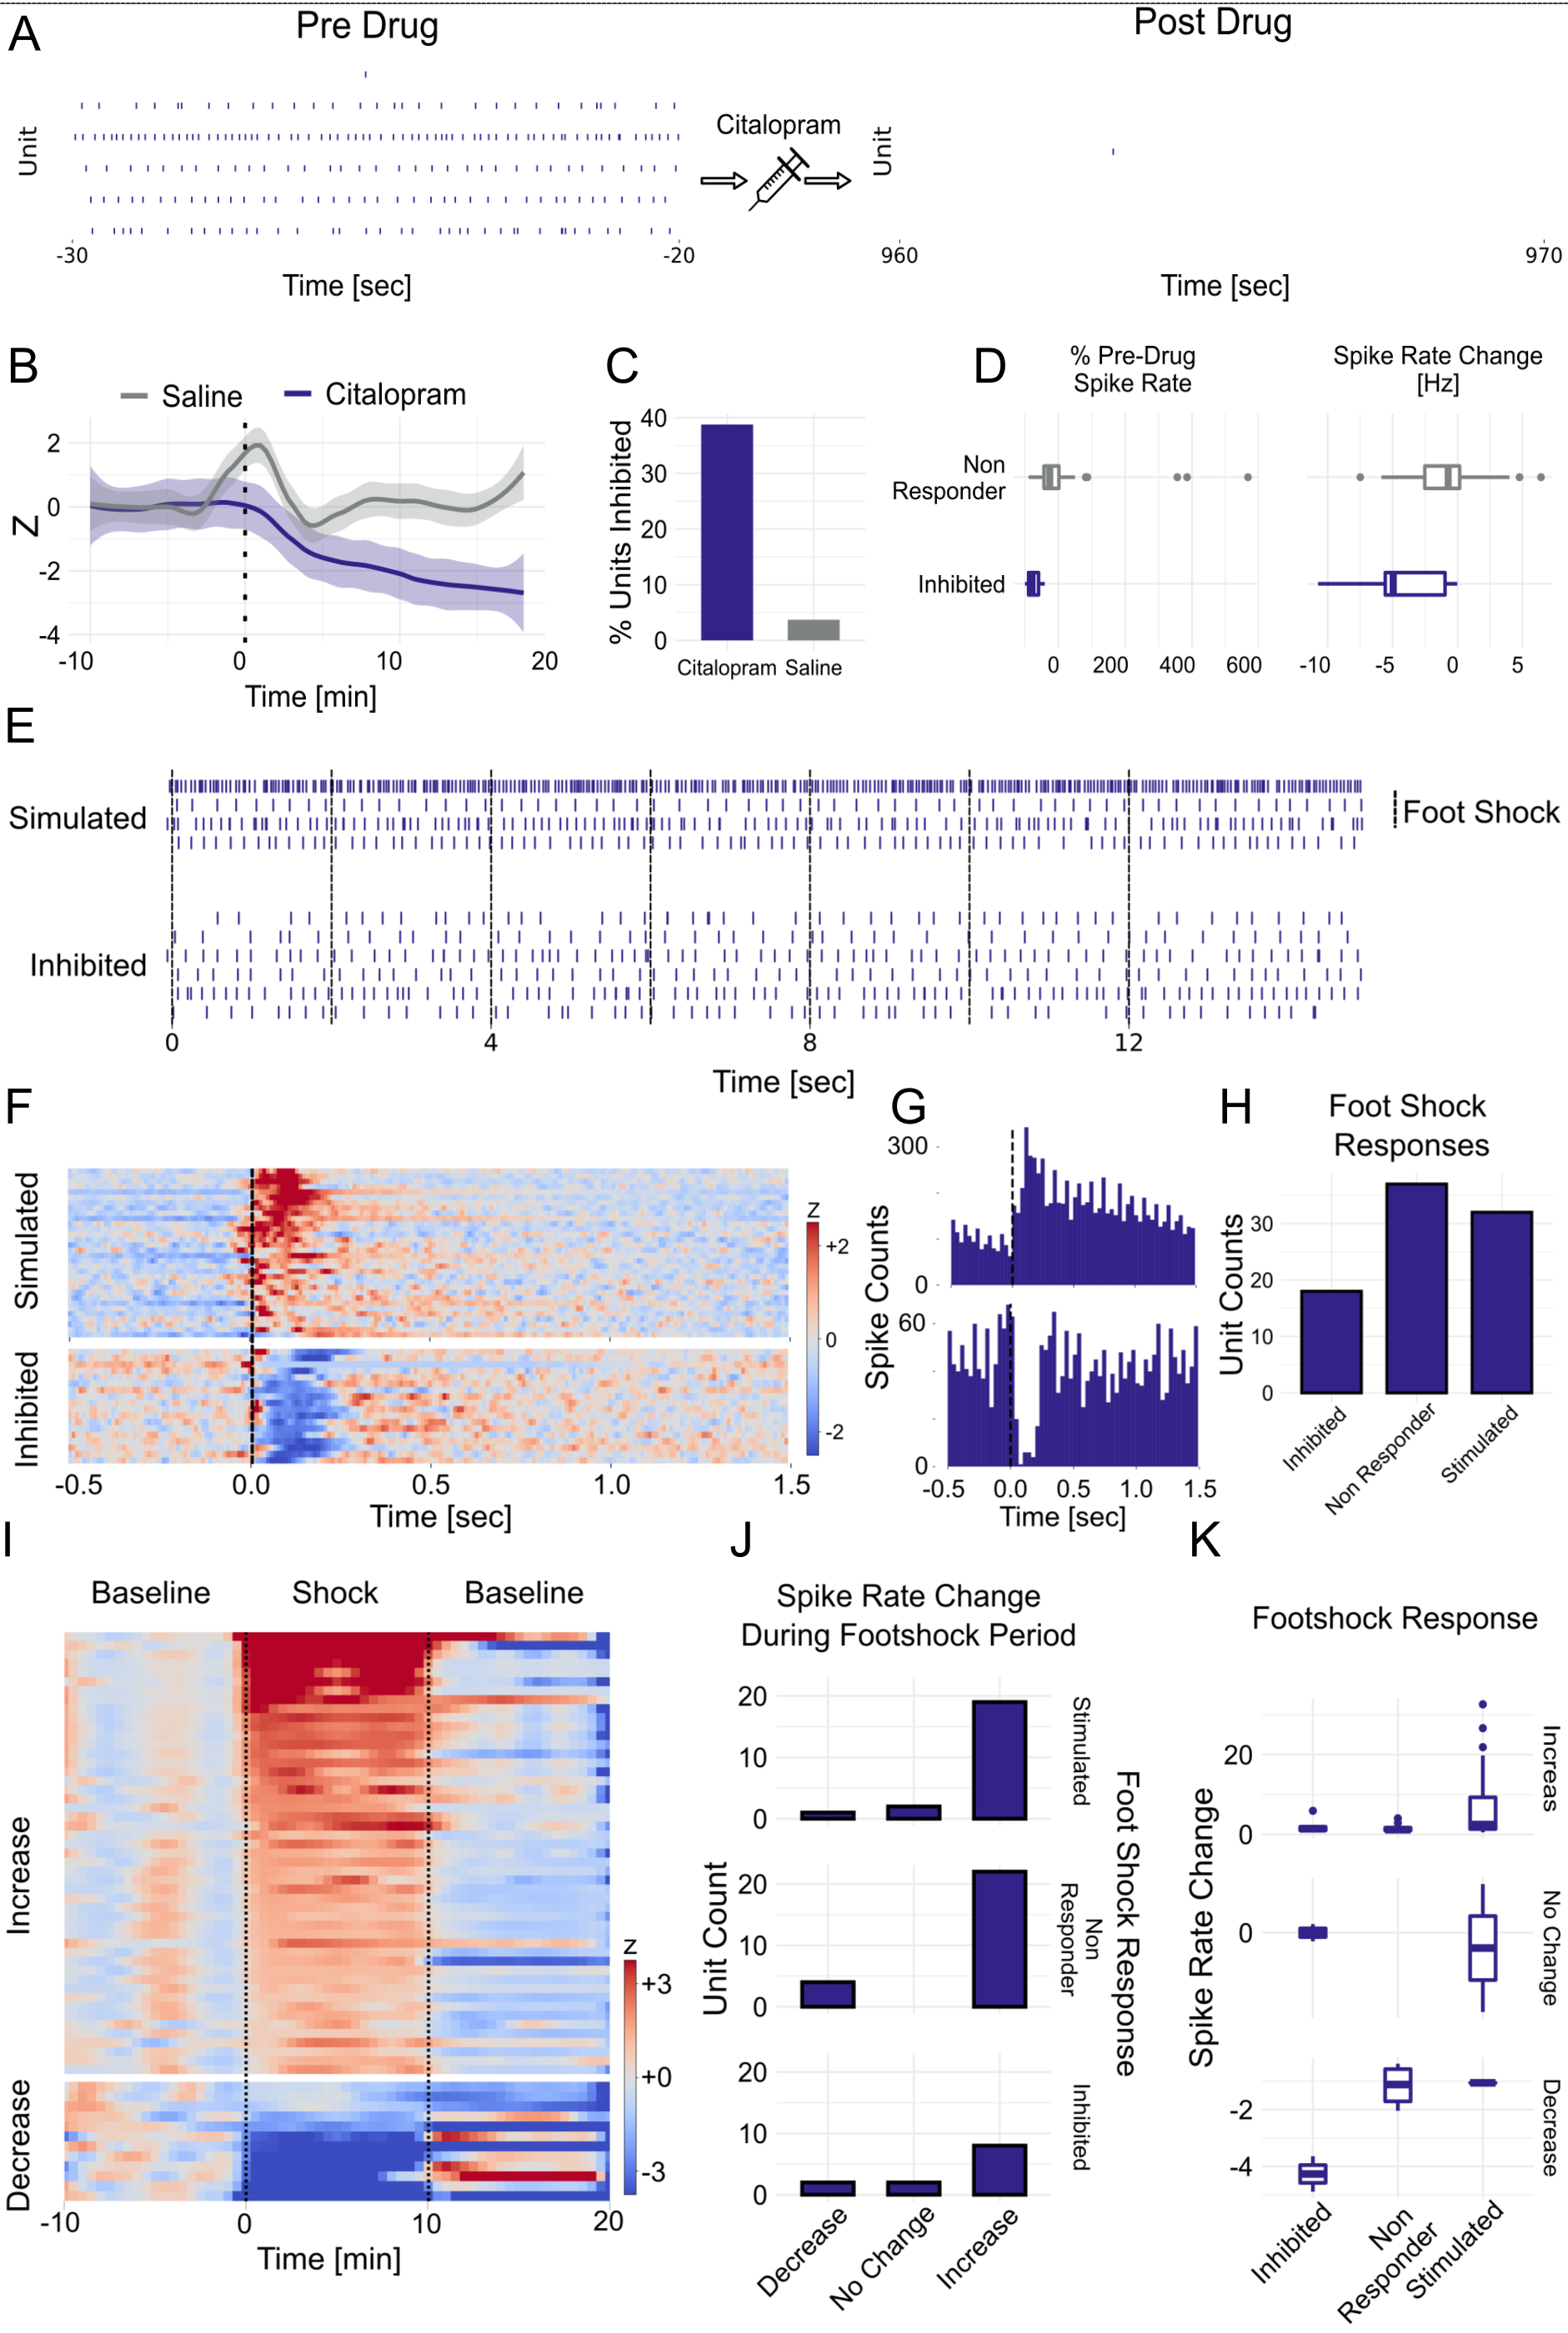 A
Pre Drug
Post Drug
Unit
Citalopram
Unit
-30
-20
960
970
Time [sec]
Time [sec]
B
Saline
Citalopram
2
0
-2
-4
Z
-10
0
10
20
Time [min]
C
40
30
20
10
0
% Units Inhibited
Citalopram
Saline
D
% Pre-Drug
Spike Rate
Spike Rate Change
[Hz]
Non
Responder
Inhibited
0
200
400
600
-10
-5
0
5
E
Simulated
Inhibited
Foot Shock
0
4
8
12
Time [sec]
F
Simulated
Inhibited
z
+2
0
-2
-0.5
0.0
0.5
1.0
1.5
Time [sec]
G
300
0
60
0
Spike Counts
-0.5
0.0
0.5
1.0
1.5
Time [sec]
H
Foot Shock
Responses
Unit Counts
30
20
10
0
Inhibited
Non Responder
Stimulated
I
Baseline
Shock
Baseline
Increase
Decrease
z
+3
+0
-3
-10
0
10
20
Time [min]
J
Spike Rate Change
During Footshock Period
20
10
0
Stimulated
20
10
0
Non
Responder
20
10
0
Inhibited
Unit Count
Foot Shock Response
Decrease
No Change
Increase
K
Footshock Response
Spike Rate Change
20
0
Increas
0
No Change
-2
-4
Decrease
Inhibited
Non
Responder
Stimulated